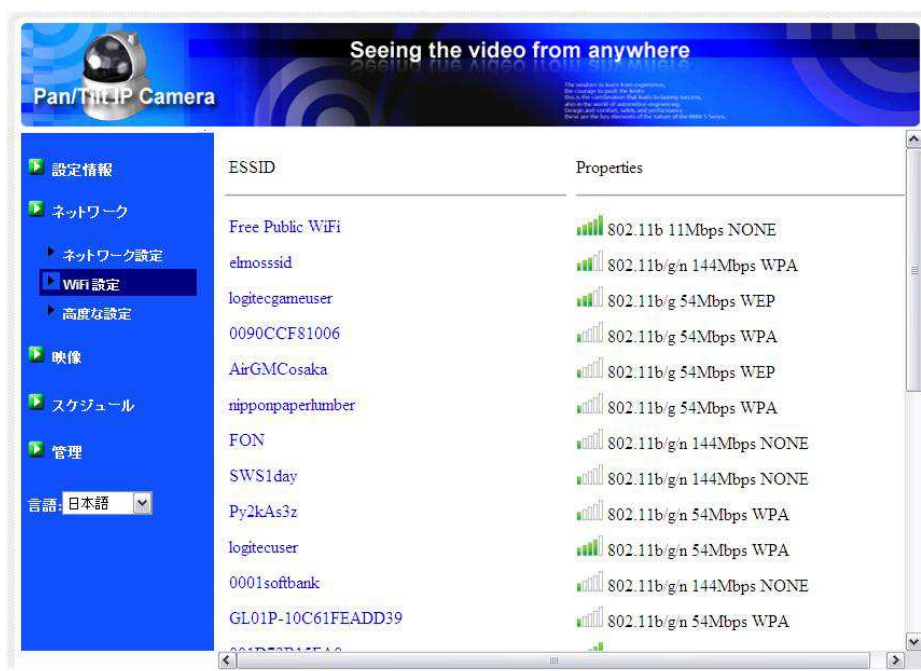 Seeing the video from anywhere
Pan/Tilt IP Camera
設定情報
ネットワーク
ネットワーク設定
WiFi 設定
高度な設定
映像
スケジュール
管理
言語: 日本語
ESSID Properties
Free Public WiFi 802.11b 11Mbps NONE
elmosssid 802.11b/g/n 144Mbps WPA
logitecgameuser 802.11b/g 54Mbps WEP
0090CCF81006 802.11b/g 54Mbps WPA
AirGMCosaka 802.11b/g 54Mbps WEP
nipponpaperlumber 802.11b/g 54Mbps WPA
FON 802.11b/g/n 144Mbps NONE
SWS1day 802.11b/g/n 144Mbps NONE
Py2kAs3z 802.11b/g/n 54Mbps WPA
logitecuser 802.11b/g/n 54Mbps WPA
0001softbank 802.11b/g/n 144Mbps NONE
GL01P-10C61FEADD39 802.11b/g/n 54Mbps WPA